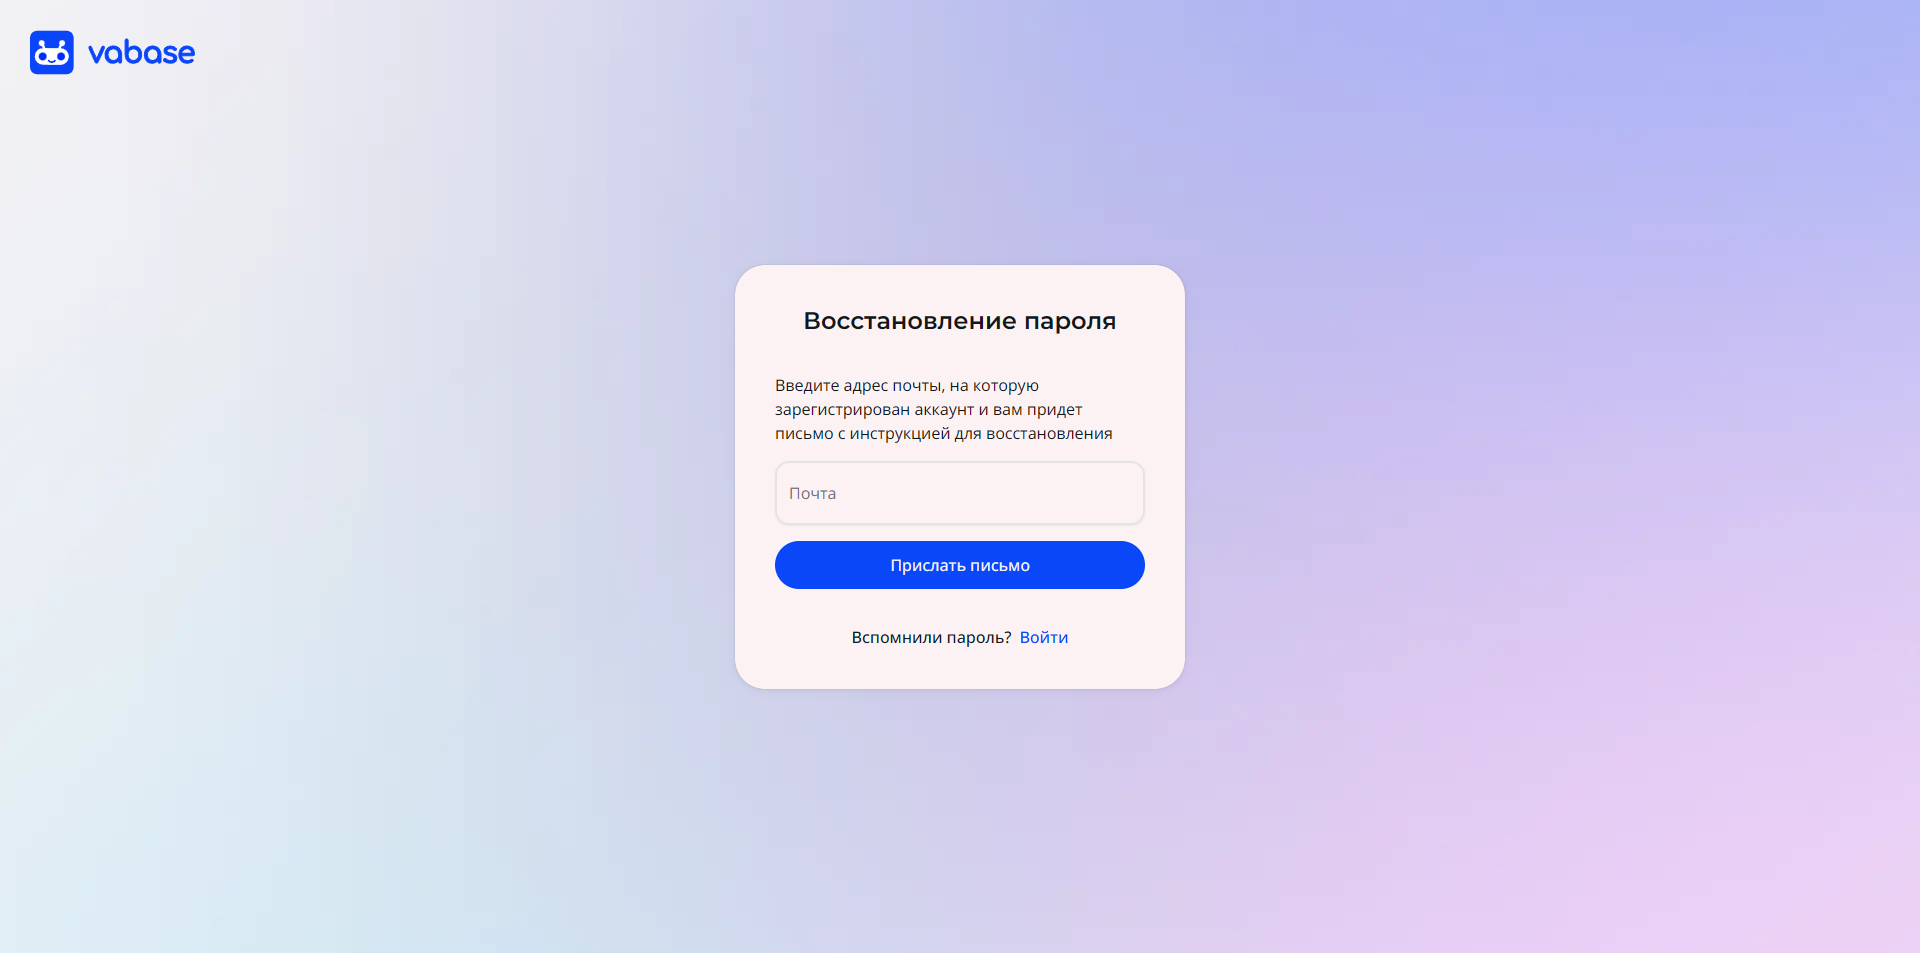 vabase
Восстановление пароля
Введите адрес почты, на которую
зарегистрирован аккаунт и вам придет
письмо с инструкцией для восстановления
Почта
Прислать письмо
Вспомнили пароль? Войти